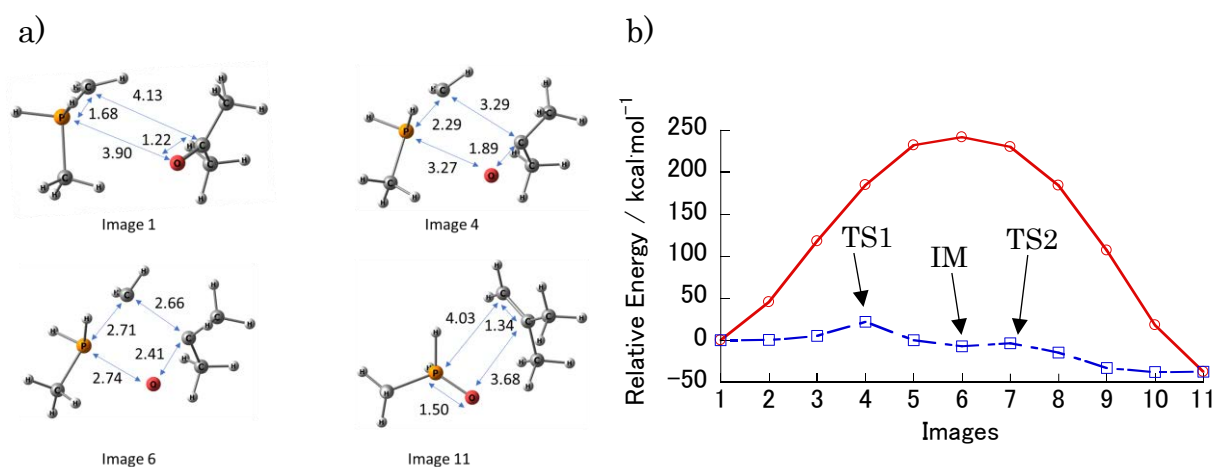 a)
4.13
1.68
1.22
3.90
P
C
C
C
C
O
H
H
H
H
H
H
H
Image 1
3.29
2.29
1.89
3.27
P
C
C
C
C
O
H
H
H
H
H
H
H
Image 4
2.66
2.71
2.41
2.74
P
C
C
C
O
H
H
H
H
H
H
Image 6
4.03
1.34
3.68
1.50
P
C
C
C
O
H
H
H
H
H
H
Image 11
b)
Relative Energy / kcal·mol−1
250
200
150
100
50
0
−50
TS1
IM
TS2
1 2 3 4 5 6 7 8 9 10 11
Images